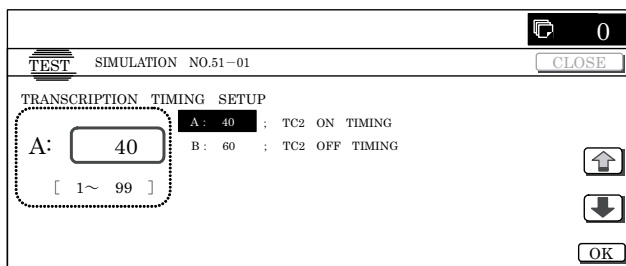 0
TEST SIMULATION NO.51-01 CLOSE
TRANSCRIPTION TIMING SETUP
A: 40 ; TC2 ON TIMING
B: 60 ; TC2 OFF TIMING
A: 40
[ 1～ 99 ]
OK